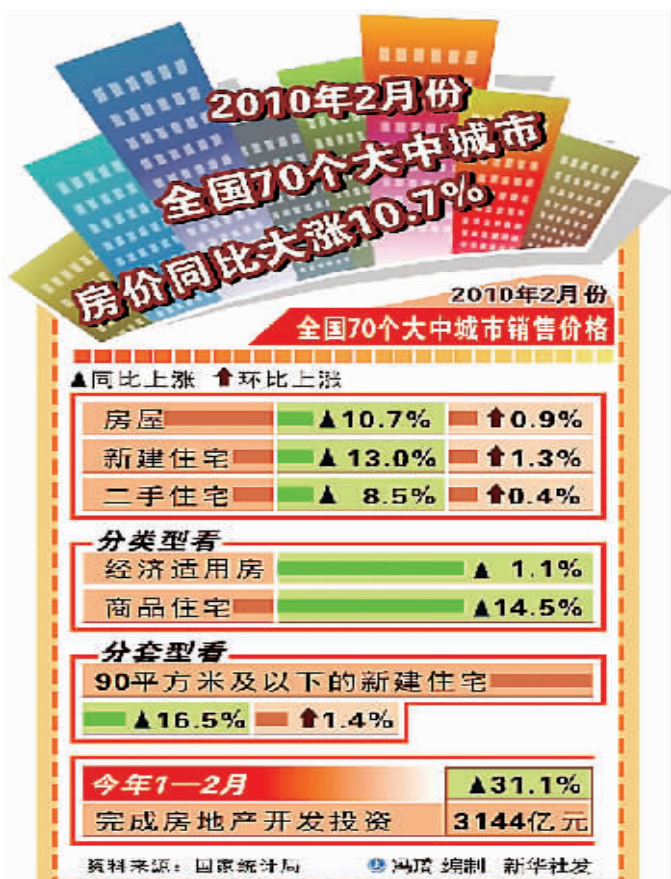 2010年2月份
全国70个大中城市
房价同比大涨10.7%
2010年2月份
全国70个大中城市销售价格
▲同比上涨 ⬆环比上涨
房屋 ▲10.7% ⬆0.9%
新建住宅 ▲13.0% ⬆1.3%
二手住宅 ▲8.5% ⬆0.4%
分类型看
经济适用房 ▲1.1%
商品住宅 ▲14.5%
分套型看
90平方米及以下的新建住宅
▲16.5% ⬆1.4%
今年1—2月 ▲31.1%
完成房地产开发投资 3144亿元
资料来源：国家统计局 编制 新华社发